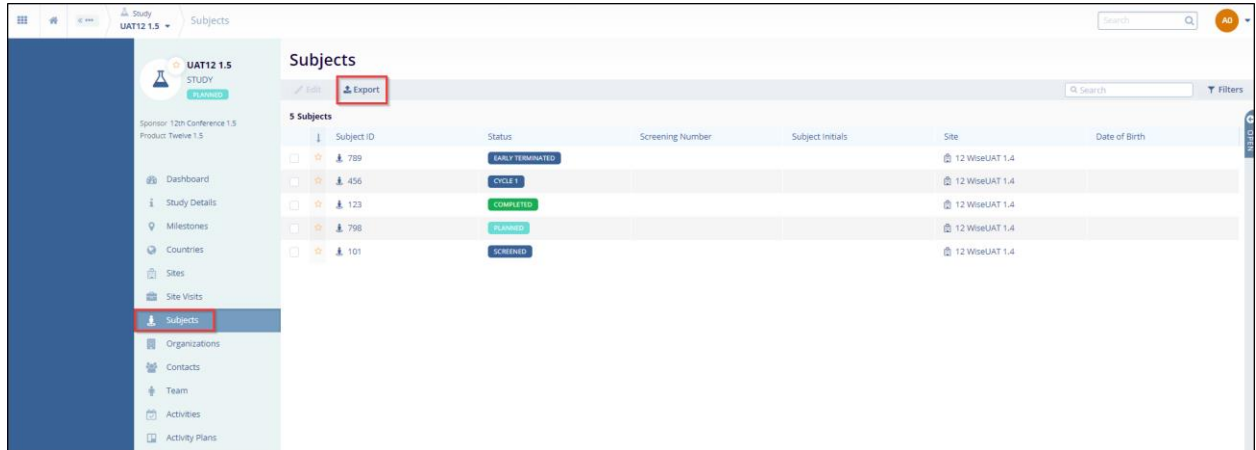 Study
UAT12 1.5
Subjects
Search
AO
UAT12 1.5
STUDY
PLANNED
Sponsor 12th Conference 1.5
Product Twelve 1.5
Dashboard
Study Details
Milestones
Countries
Sites
Site Visits
Subjects
Organizations
Contacts
Team
Activities
Activity Plans
Subjects
Edit Export Search Filters
5 Subjects
Subject ID Status Screening Number Subject Initials Site Date of Birth
789 EARLY TERMINATED 12 WiseUAT 1.4
456 CYCLE 1 12 WiseUAT 1.4
123 COMPLETED 12 WiseUAT 1.4
798 PLANNED 12 WiseUAT 1.4
101 SCREENED 12 WiseUAT 1.4
OPEN